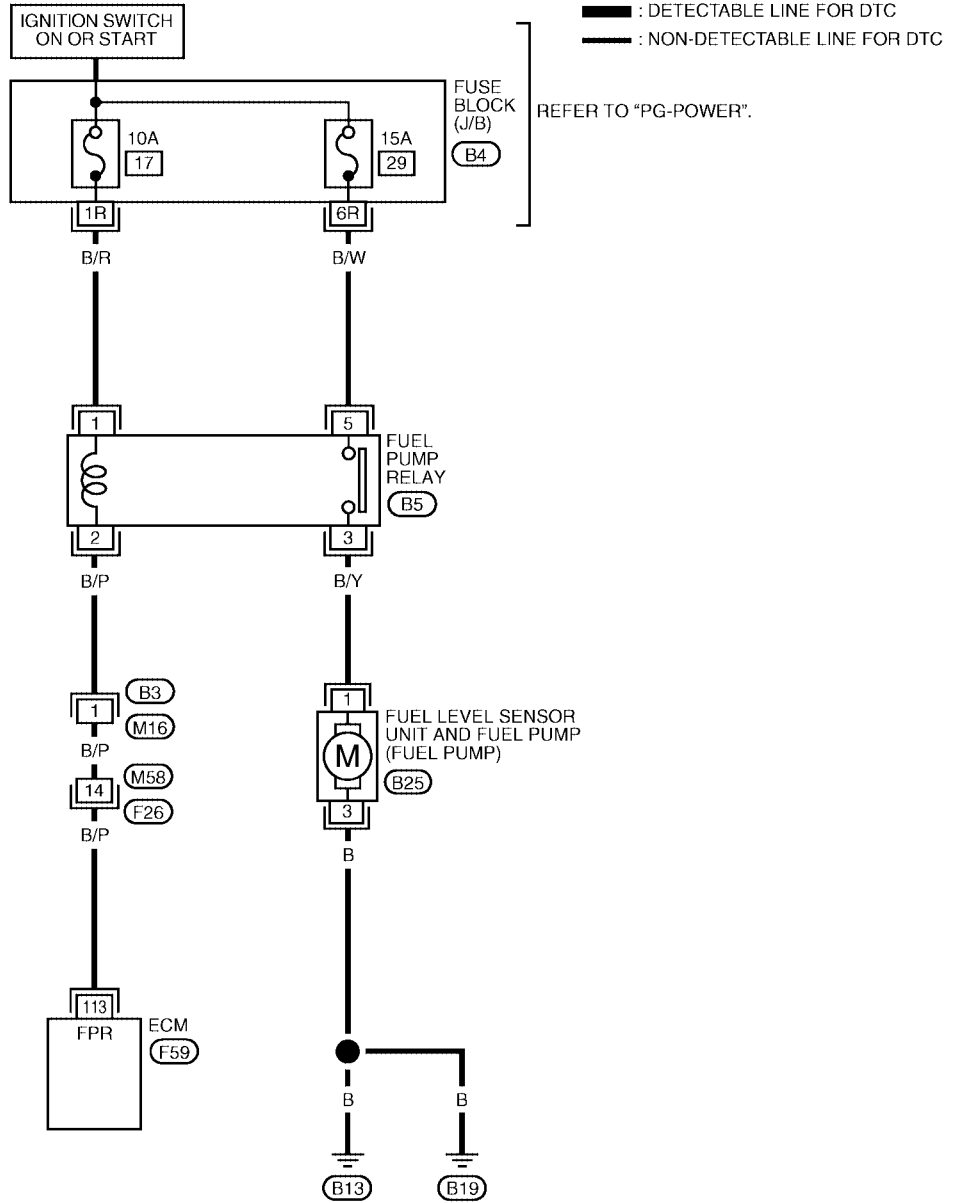 IGNITION SWITCH
ON OR START
: DETECTABLE LINE FOR DTC
: NON-DETECTABLE LINE FOR DTC
FUSE
BLOCK
(J/B)
B4
REFER TO “PG-POWER”.
10A
17
15A
29
1R
6R
B/R
B/W
1
5
FUEL
PUMP
RELAY
B5
2
3
B/P
B/Y
B3
1
M16
B/P
M58
14
F26
B/P
1
FUEL LEVEL SENSOR
UNIT AND FUEL PUMP
(FUEL PUMP)
M
B25
3
B
113
FPR
ECM
F59
B
B
B13
B19